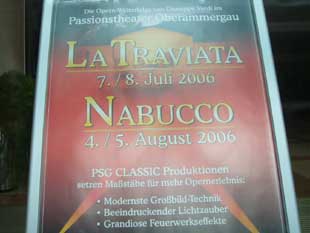 Die Opern-Welterfolge von Giuseppe Verdi im
Passionstheater Oberammergau
LA TRAVIATA
7. / 8. Juli 2006
NABUCCO
4. / 5. August 2006
PSG CLASSIC Produktionen
setzen Maßstäbe für mehr Opernerlebnis:
• Modernste Großbild-Technik
• Beeindruckender Lichtzauber
• Grandiose Feuerwerkseffekte